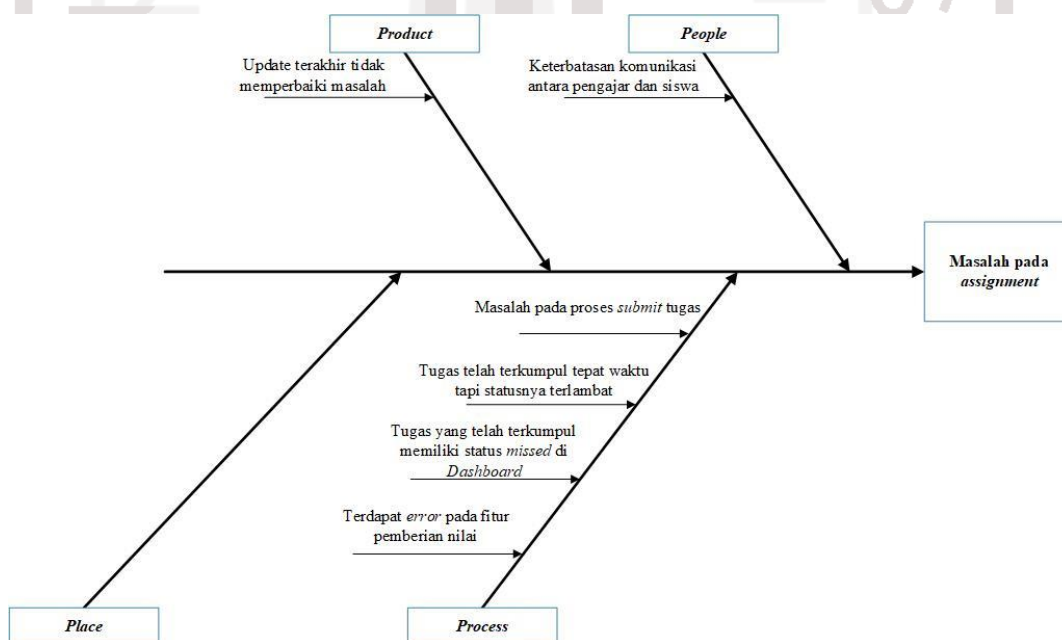 Product
People
Update terakhir tidak
memperbaiki masalah
Keterbatasan komunikasi
antara pengajar dan siswa
Masalah pada
assignment
Masalah pada proses submit tugas
Tugas telah terkumpul tepat waktu
tapi statusnya terlambat
Tugas yang telah terkumpul
memiliki status missed di
Dashboard
Terdapat error pada fitur
pemberian nilai
Place
Process